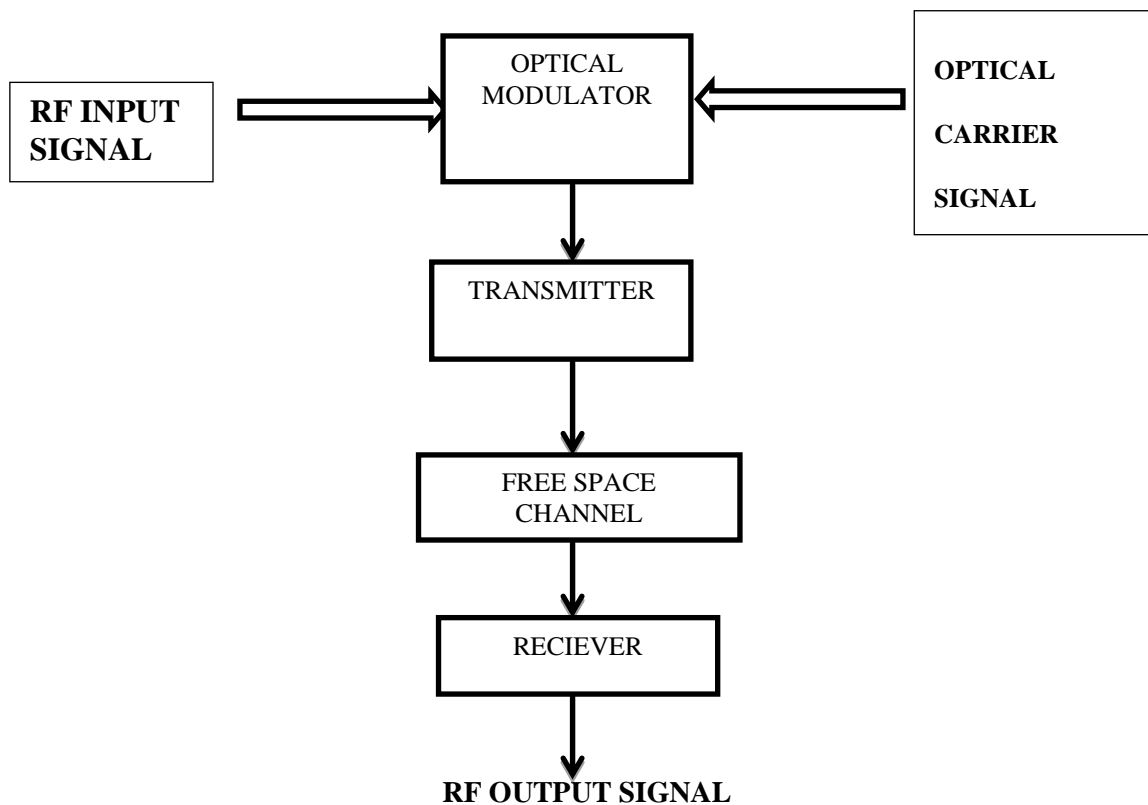 RF INPUT
SIGNAL
OPTICAL
MODULATOR
OPTICAL
CARRIER
SIGNAL
TRANSMITTER
FREE SPACE
CHANNEL
RECIEVER
RF OUTPUT SIGNAL